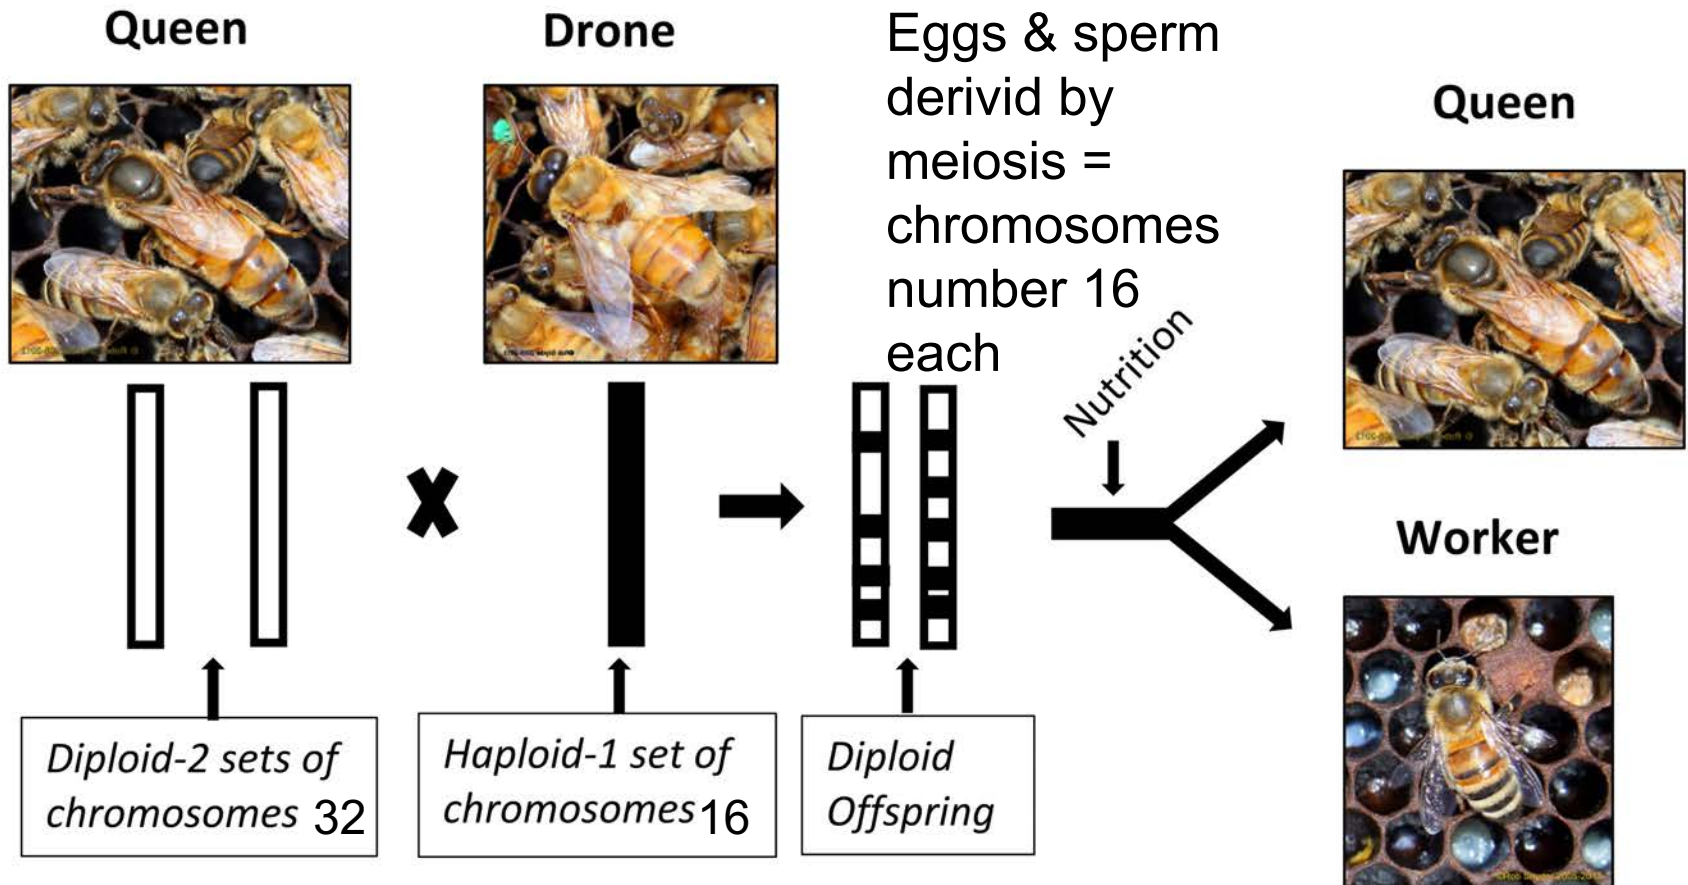 Queen
Drone
Eggs & sperm
derivid by
meiosis =
chromosomes
number 16
each
Queen
Nutrition
Worker
Diploid-2 sets of
chromosomes 32
Haploid-1 set of
chromosomes 16
Diploid
Offspring